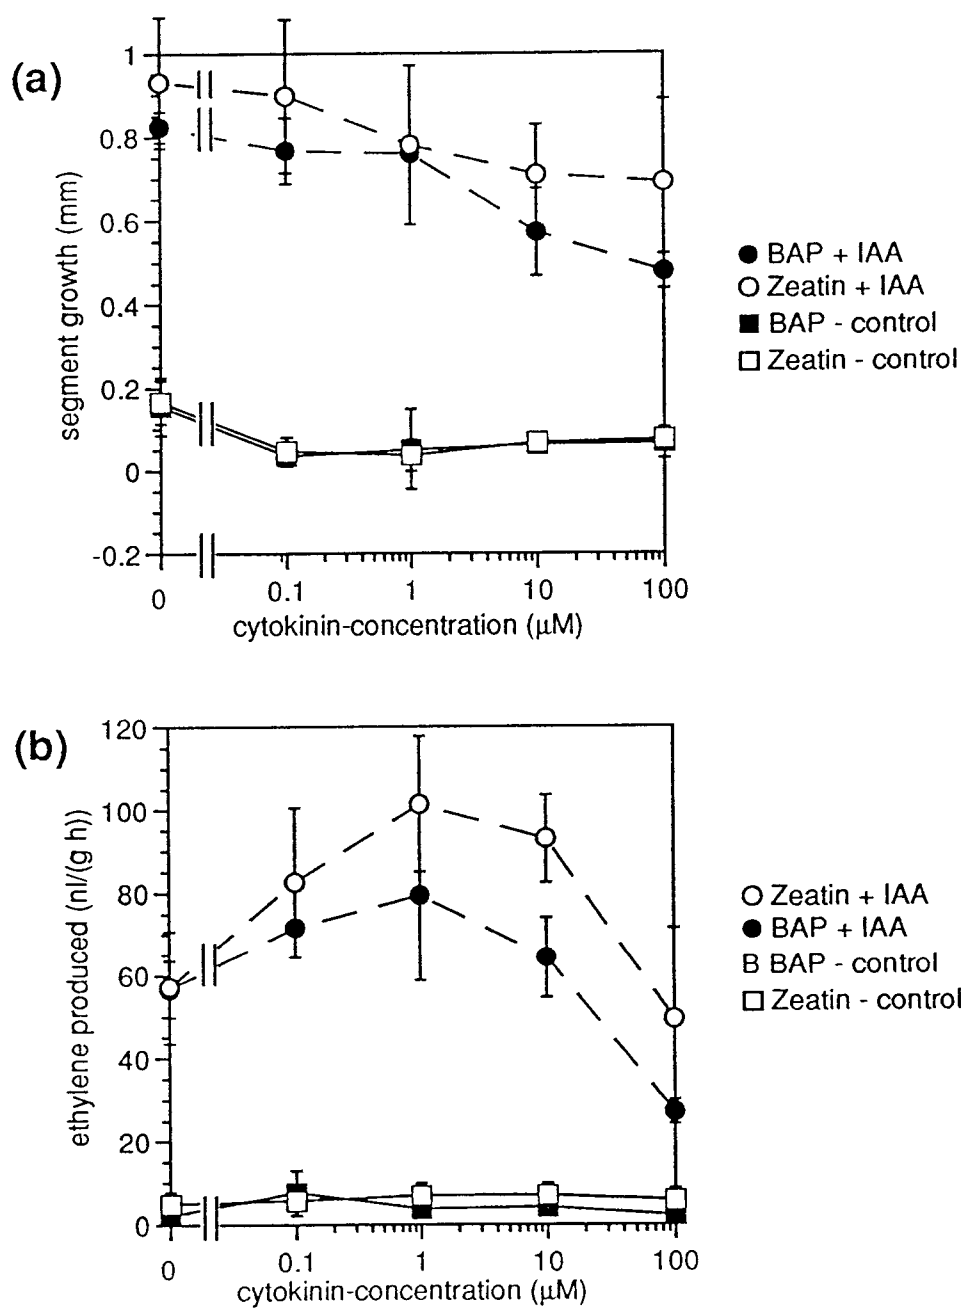 (a)
1
0.8
0.6
0.4
0.2
0
-0.2
segment growth (mm)
0 0.1 1 10 100
cytokinin-concentration (µM)
BAP + IAA
Zeatin + IAA
BAP - control
Zeatin - control
(b)
120
100
80
60
40
20
0
ethylene produced (nl/(g h))
0 0.1 1 10 100
cytokinin-concentration (µM)
Zeatin + IAA
BAP + IAA
B BAP - control
Zeatin - control